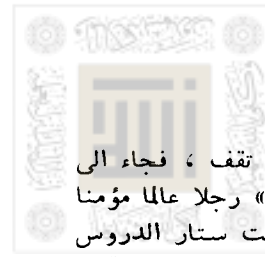 تقف ، فجاء الى
» رجلا عالما مؤمنا
ت ستار الدروس